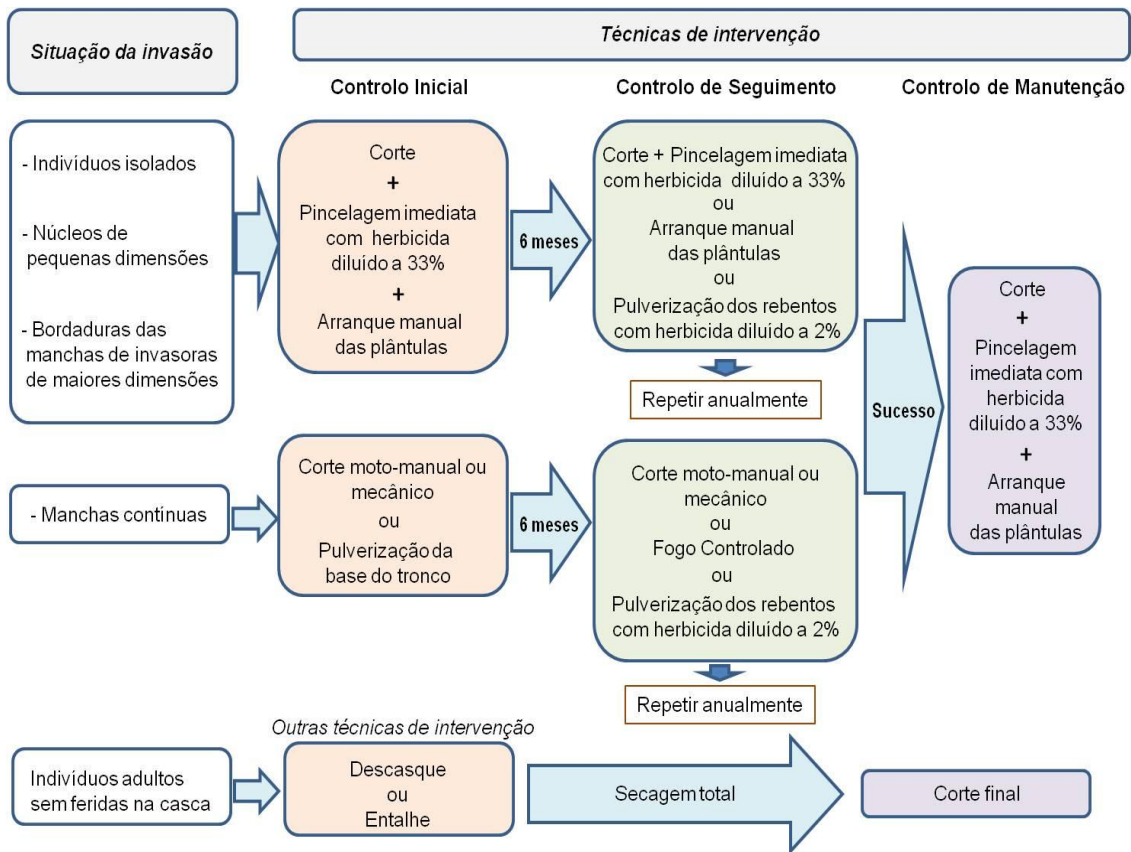 Situação da invasão
Técnicas de intervenção
Controlo Inicial
Controlo de Seguimento
Controlo de Manutenção
- Indivíduos isolados
- Núcleos de
pequenas dimensões
- Bordaduras das
manchas de invasoras
de maiores dimensões
Corte
+
Pincelagem imediata
com herbicida
diluído a 33%
+
Arranque manual
das plântulas
6 meses
Corte + Pincelagem imediata
com herbicida diluído a 33%
ou
Arranque manual
das plântulas
ou
Pulverização dos rebentos
com herbicida diluído a 2%
Repetir anualmente
Sucesso
Corte
+
Pincelagem
imediata com
herbicida
diluído a 33%
+
Arranque
manual
das plântulas
- Manchas contínuas
Corte moto-manual ou
mecânico
ou
Pulverização da
base do tronco
6 meses
Corte moto-manual ou
mecânico
ou
Fogo Controlado
ou
Pulverização dos rebentos
com herbicida diluído a 2%
Repetir anualmente
Outras técnicas de intervenção
Indivíduos adultos
sem feridas na casca
Descasque
ou
Entalhe
Secagem total
Corte final